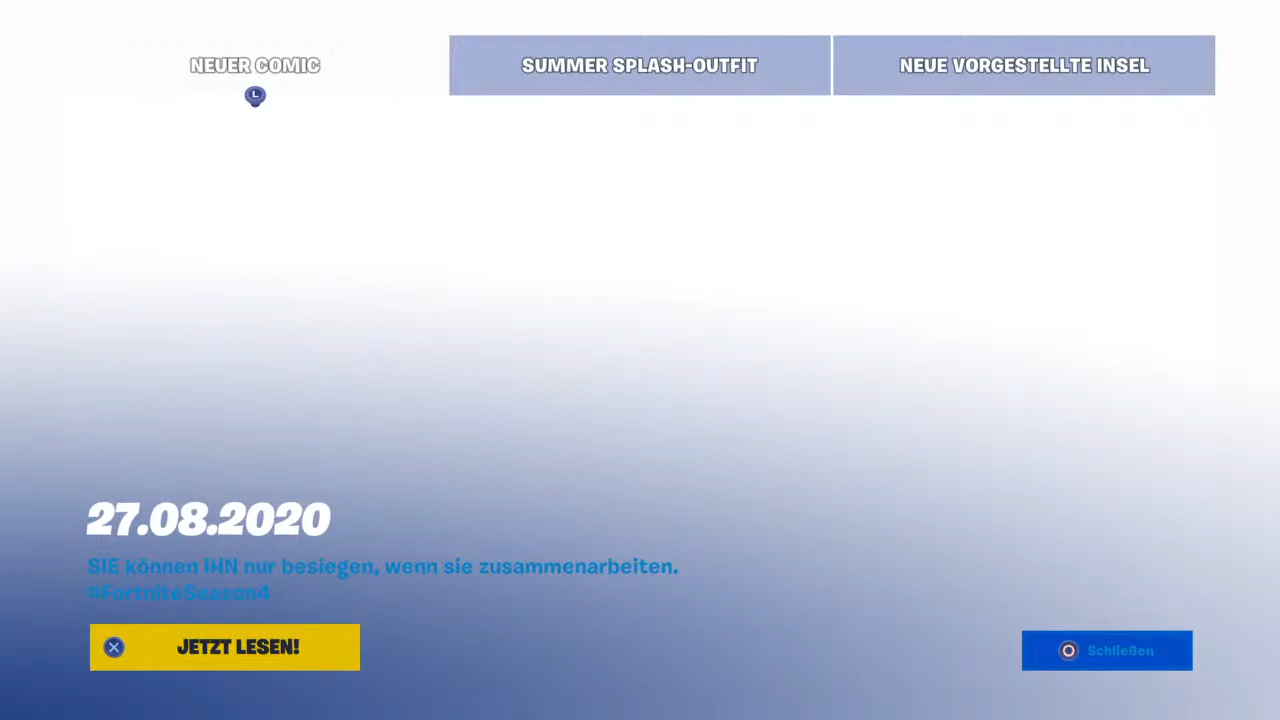 NEUER COMIC
SUMMER SPLASH-OUTFIT
NEUE VORGESTELLTE INSEL
L
27.08.2020
SIE können IHN nur besiegen, wenn sie zusammenarbeiten.
#FortniteSeason4
JETZT LESEN!
Schließen